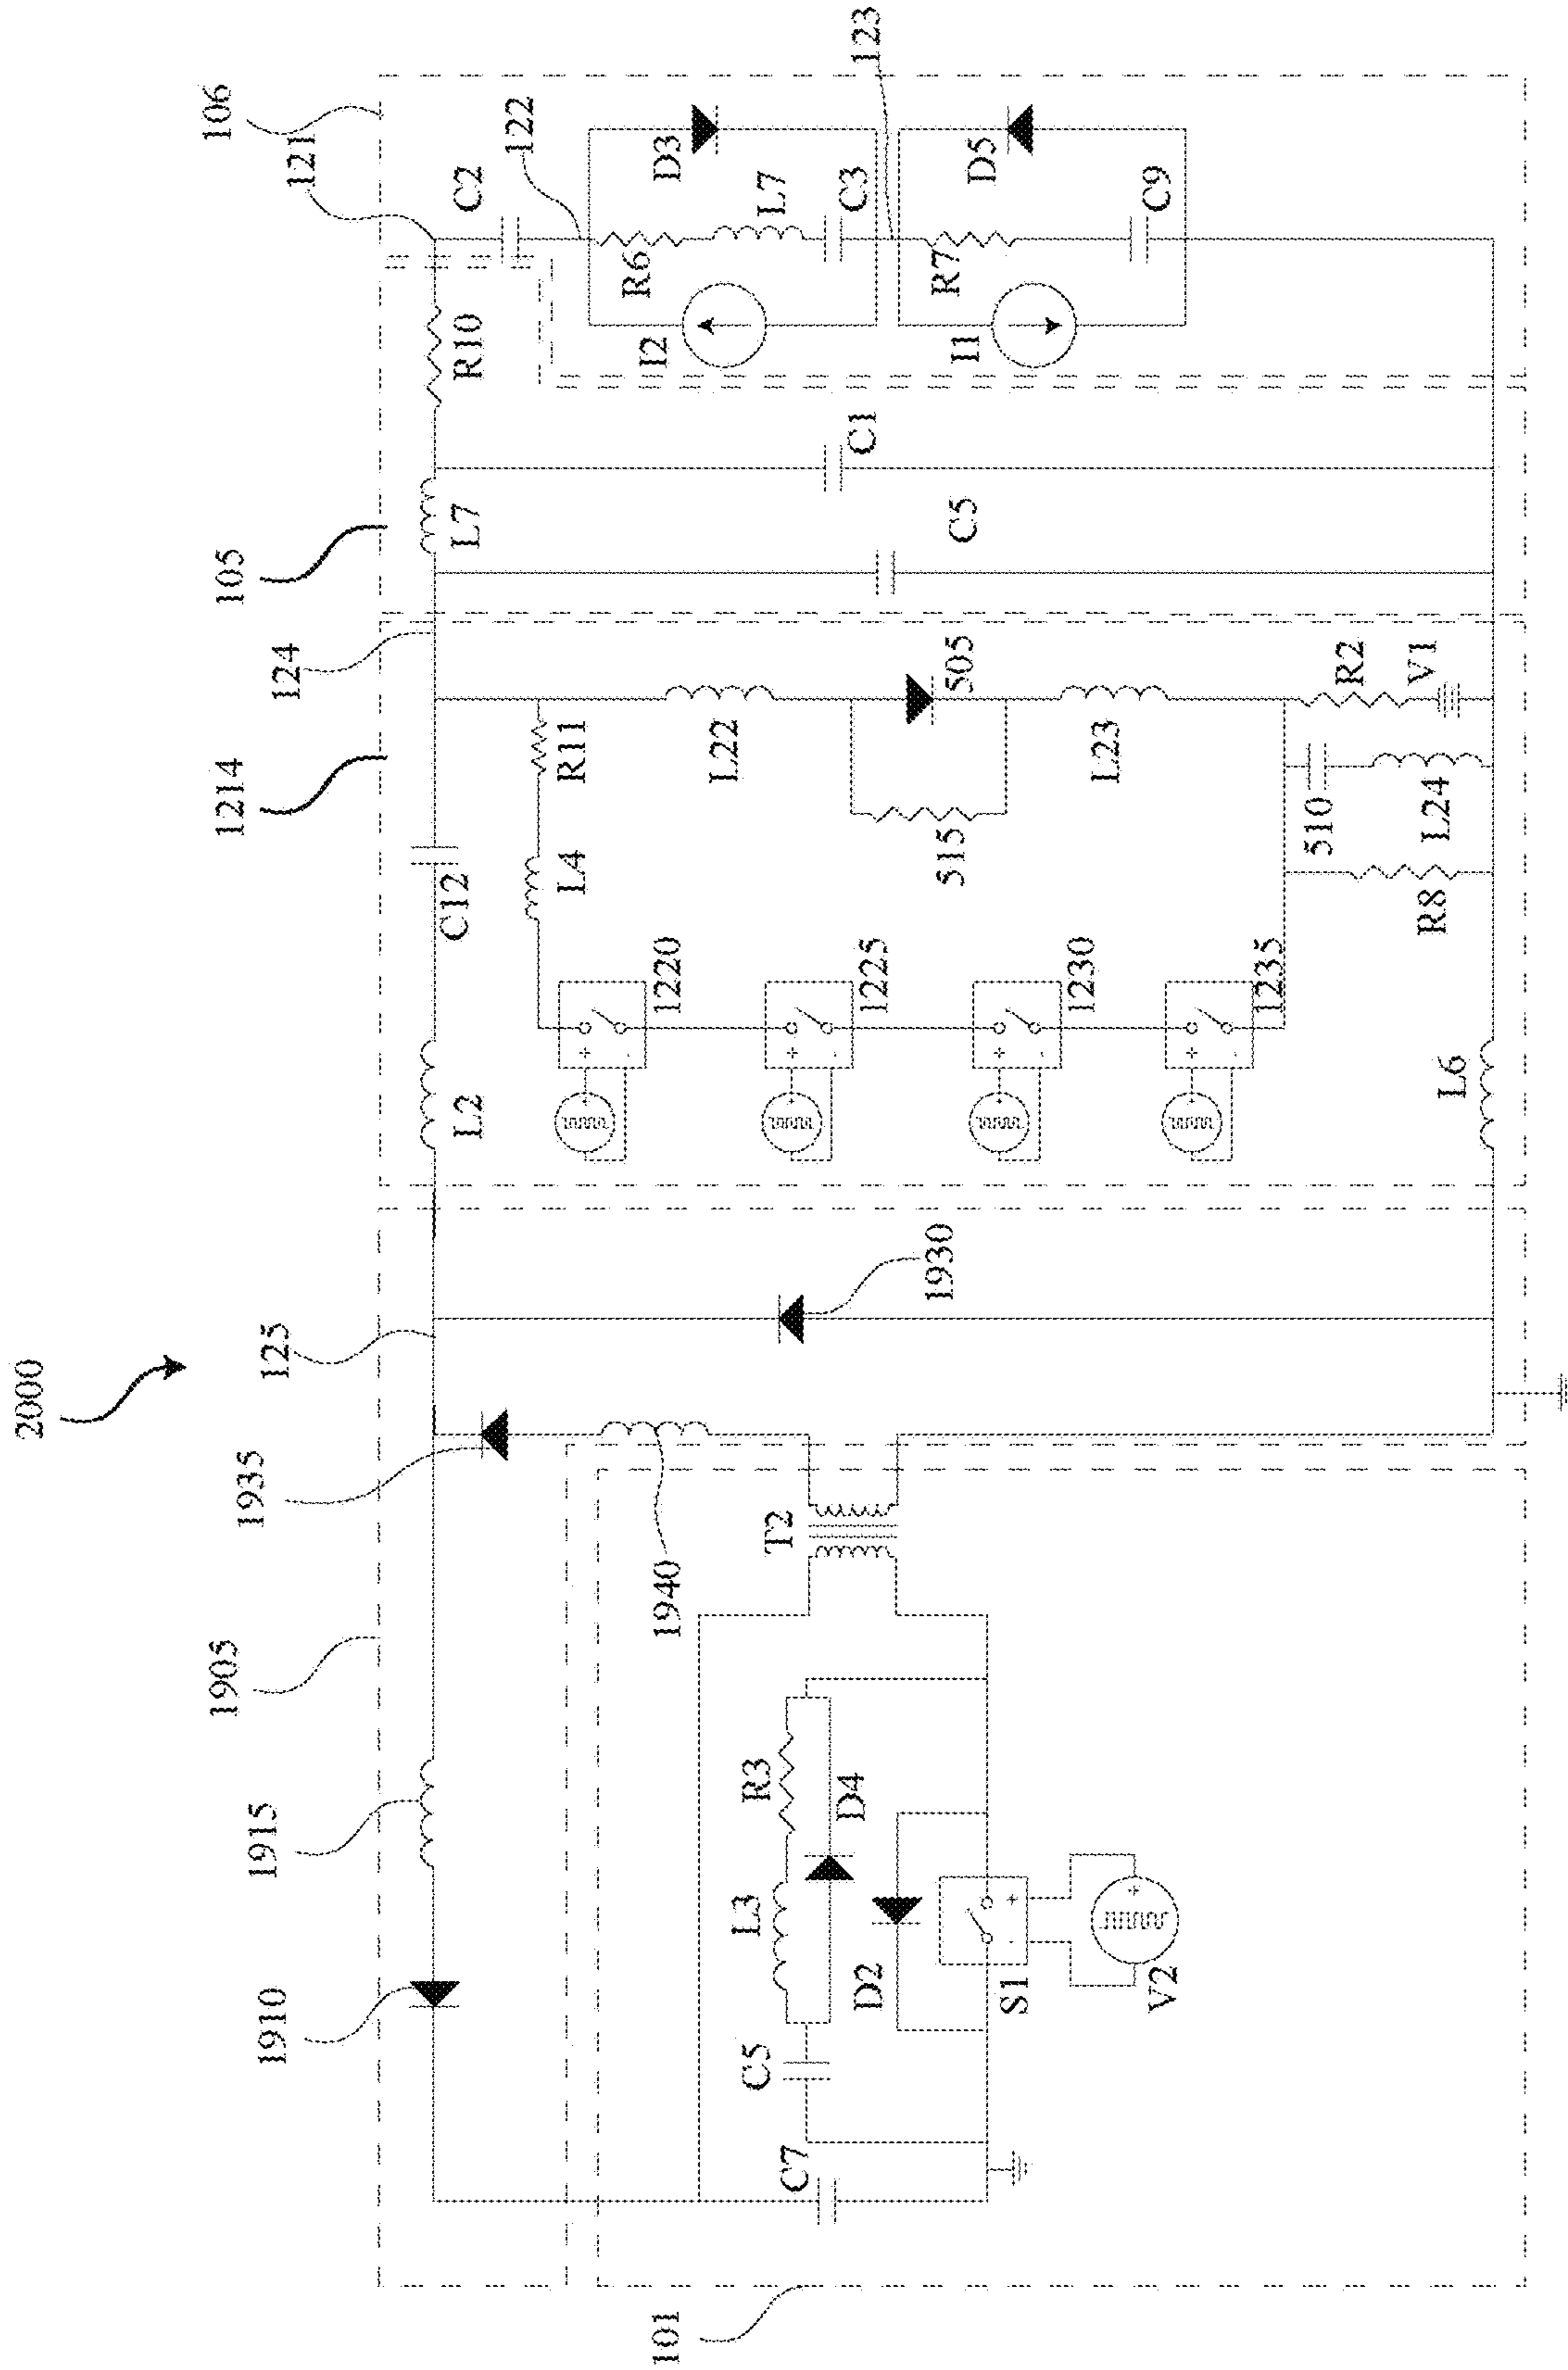 2000
101
1905
1910
1915
1935
1940
125
1930
1214
124
105
106
121
122
123
C7
C5
L3
R3
D4
D2
S1
V2
T2
L2
C12
L4
R11
L22
505
515
L23
1220
1225
1230
1235
510
L24
R8
R2
V1
L6
L7
R10
C1
C5
C2
R6
L7
C3
D3
I2
R7
C9
D5
I1